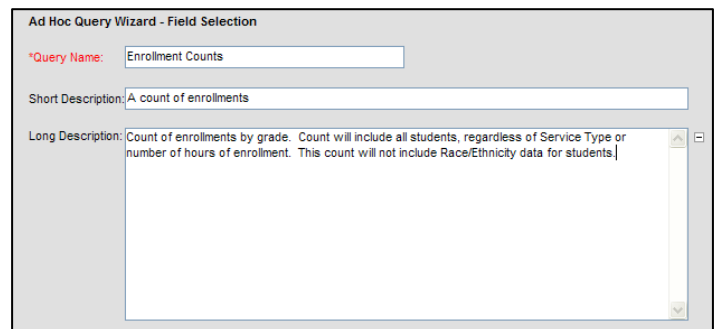 Ad Hoc Query Wizard - Field Selection
*Query Name: Enrollment Counts
Short Description: A count of enrollments
Long Description: Count of enrollments by grade. Count will include all students, regardless of Service Type or
number of hours of enrollment. This count will not include Race/Ethnicity data for students.